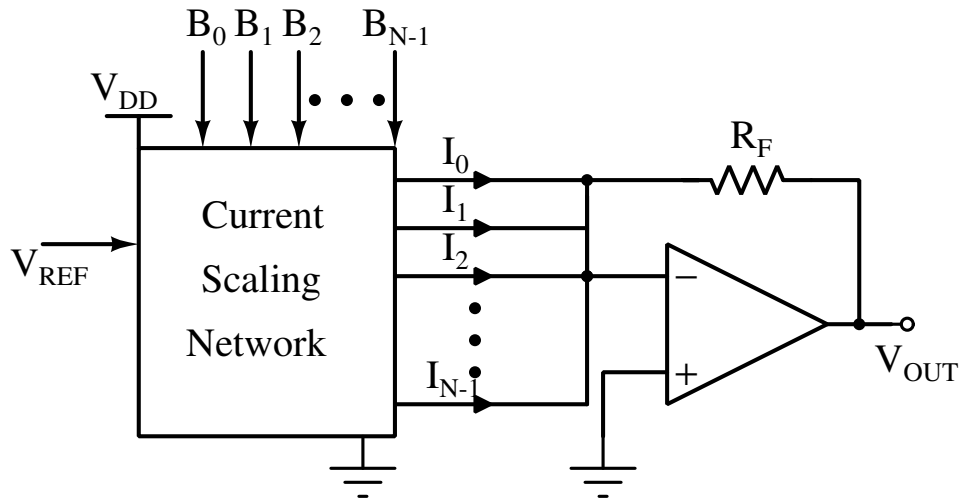 B0 B1 B2 BN-1
VDD
RF
I0
Current
I1
VREF
I2
Scaling
−
Network
VOUT
+
IN-1